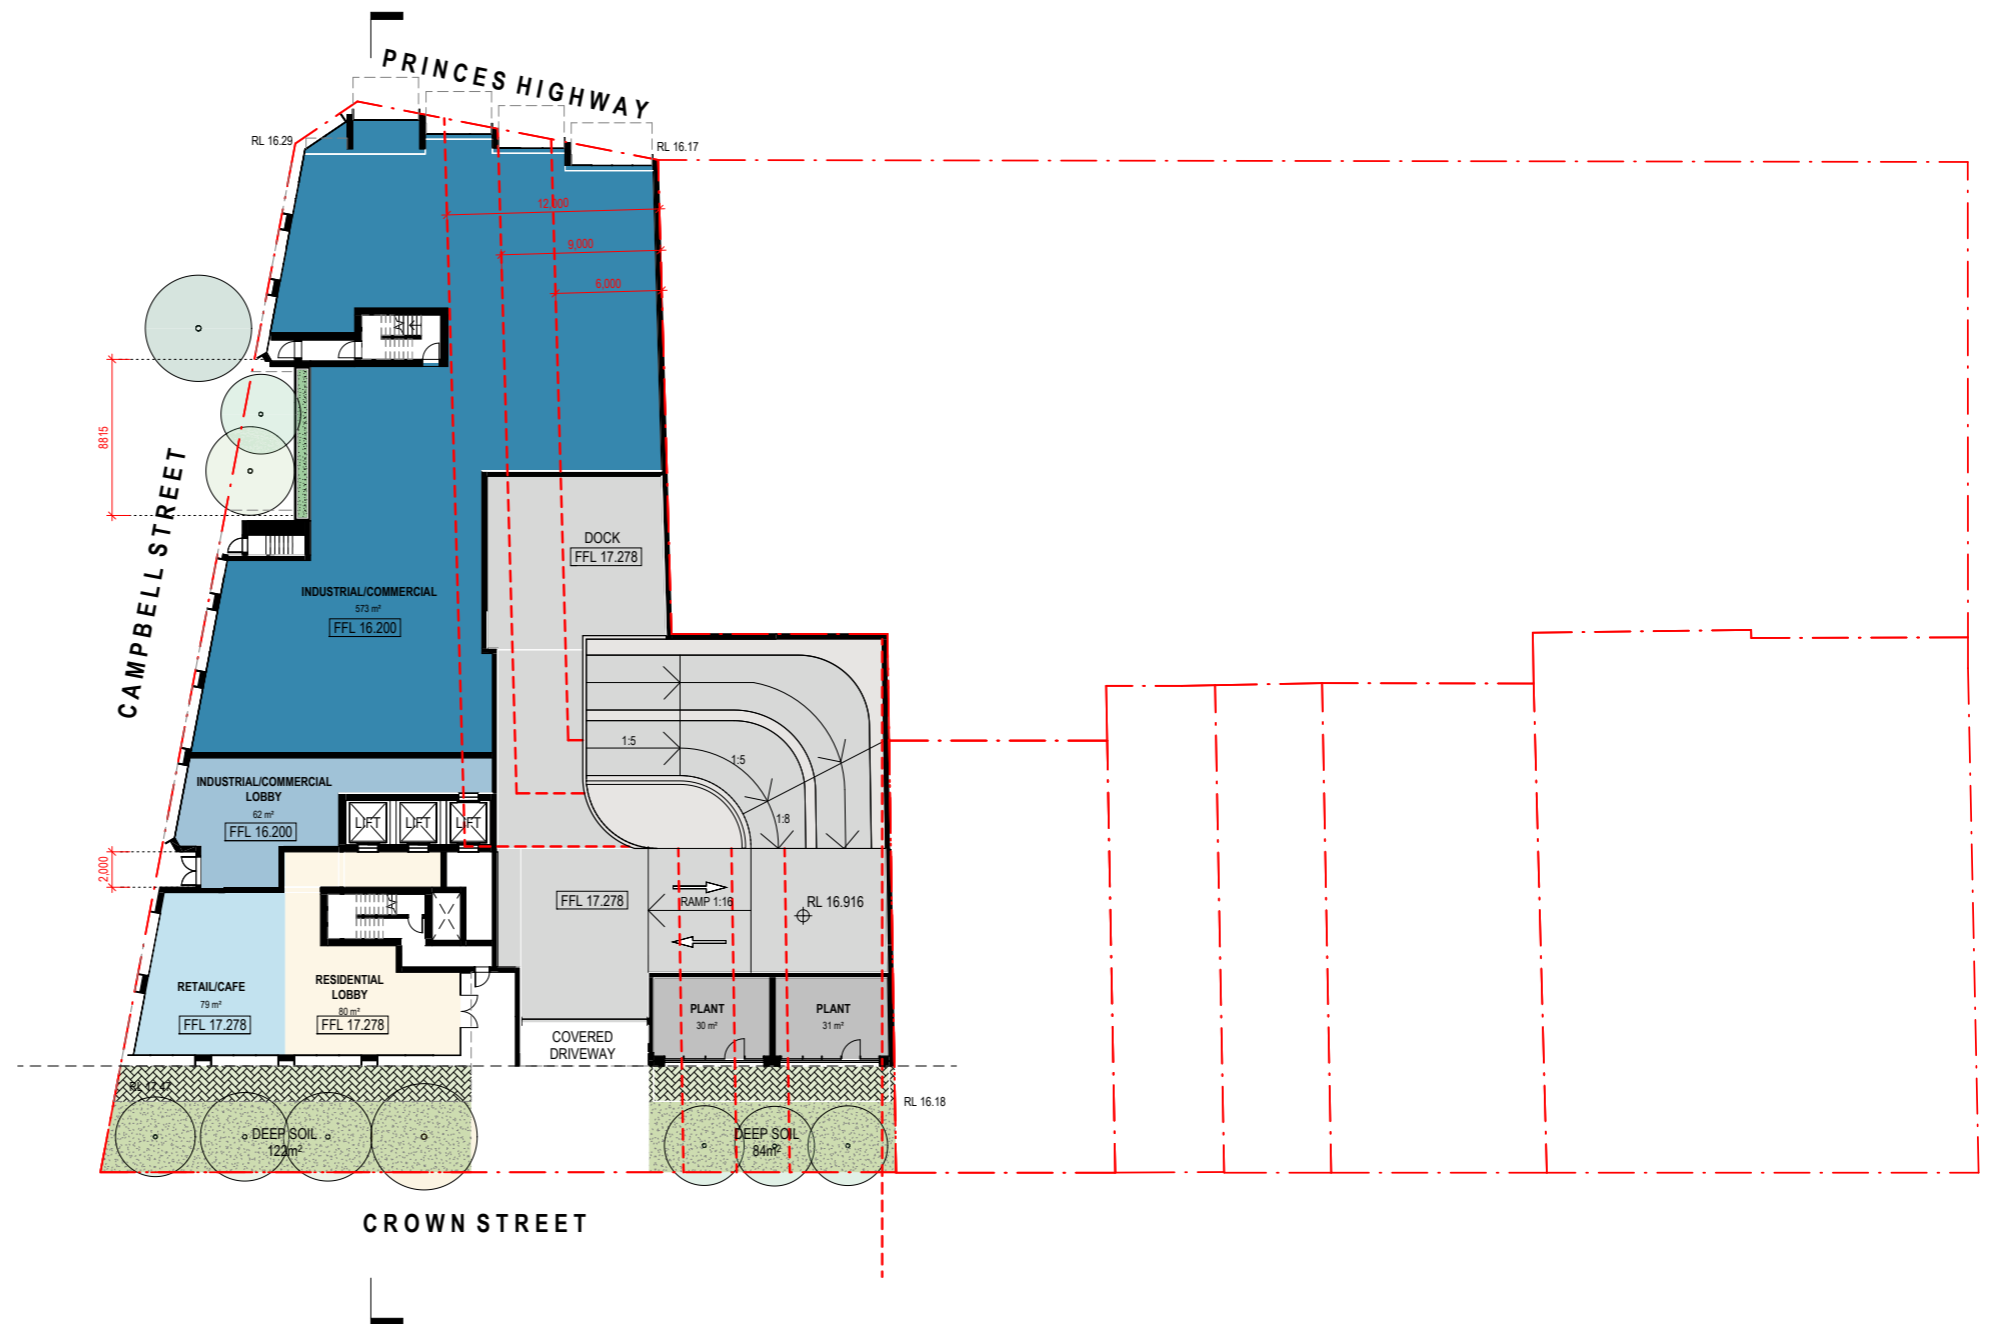 PRINCES HIGHWAY
RL 16.29
RL 16.17
12,000
9,000
6,000
8815
CAMPBELL STREET
DOCK
FFL 17.278
INDUSTRIAL/COMMERCIAL
573 m²
FFL 16.200
1:5
1:5
1:8
INDUSTRIAL/COMMERCIAL
LOBBY
62 m²
FFL 16.200
LIFT
LIFT
LIFT
2,000
FFL 17.278
RAMP 1:16
RL 16.916
RETAIL/CAFE
79 m²
FFL 17.278
RESIDENTIAL
LOBBY
80 m²
FFL 17.278
PLANT
30 m²
PLANT
31 m²
COVERED
DRIVEWAY
RL 17.47
RL 16.18
DEEP SOIL
122m²
DEEP SOIL
84m²
CROWN STREET